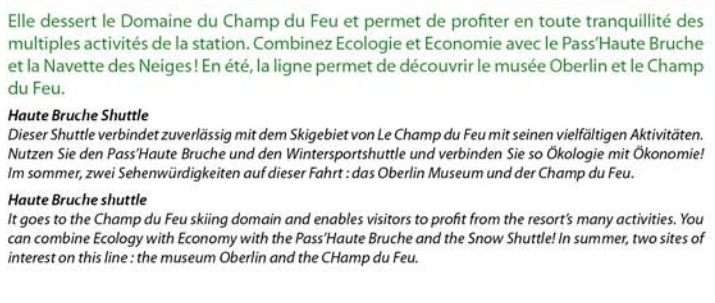 Elle dessert le Domaine du Champ du Feu et permet de profiter en toute tranquillité des
multiples activités de la station. Combinez Ecologie et Economie avec le Pass'Haute Bruche
et la Navette des Neiges! En été, la ligne permet de découvrir le musée Oberlin et le Champ
du Feu.
Haute Bruche Shuttle
Dieser Shuttle verbindet zuverlässig mit dem Skigebiet von Le Champ du Feu mit seinen vielfältigen Aktivitäten.
Nutzen Sie den Pass'Haute Bruche und den Wintersportshuttle und verbinden Sie so Ökologie mit Ökonomie!
Im sommer, zwei Sehenwürdigkeiten auf dieser Fahrt : das Oberlin Museum und der Champ du Feu.
Haute Bruche shuttle
It goes to the Champ du Feu skiing domain and enables visitors to profit from the resort's many activities. You
can combine Ecology with Economy with the Pass'Haute Bruche and the Snow Shuttle! In summer, two sites of
interest on this line : the museum Oberlin and the CHamp du Feu.